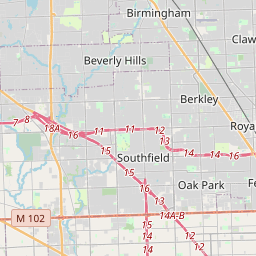 Birmingham
Claw
Beverly Hills
Berkley
7 8 18A 16 11 11 12 13
Roya
14 14 16
15
Southfield
15
16
Oak Park
Fe
13
M 102
14A-B
12
15
14
12
14